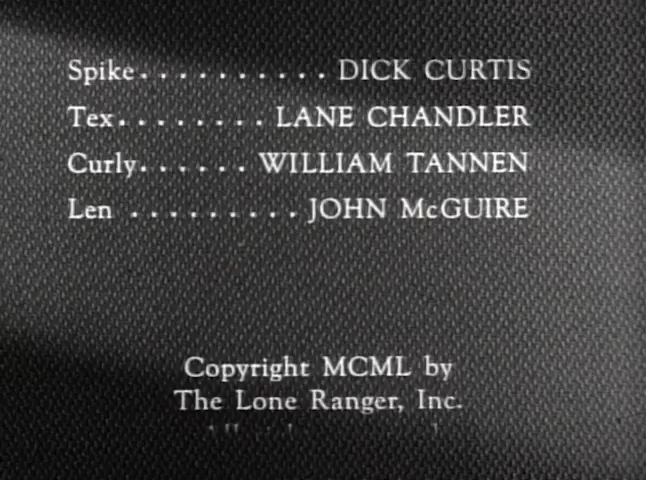 Spike.......... DICK CURTIS
Tex........ LANE CHANDLER
Curly...... WILLIAM TANNEN
Len ......... JOHN McGUIRE
Copyright MCML by
The Lone Ranger, Inc.